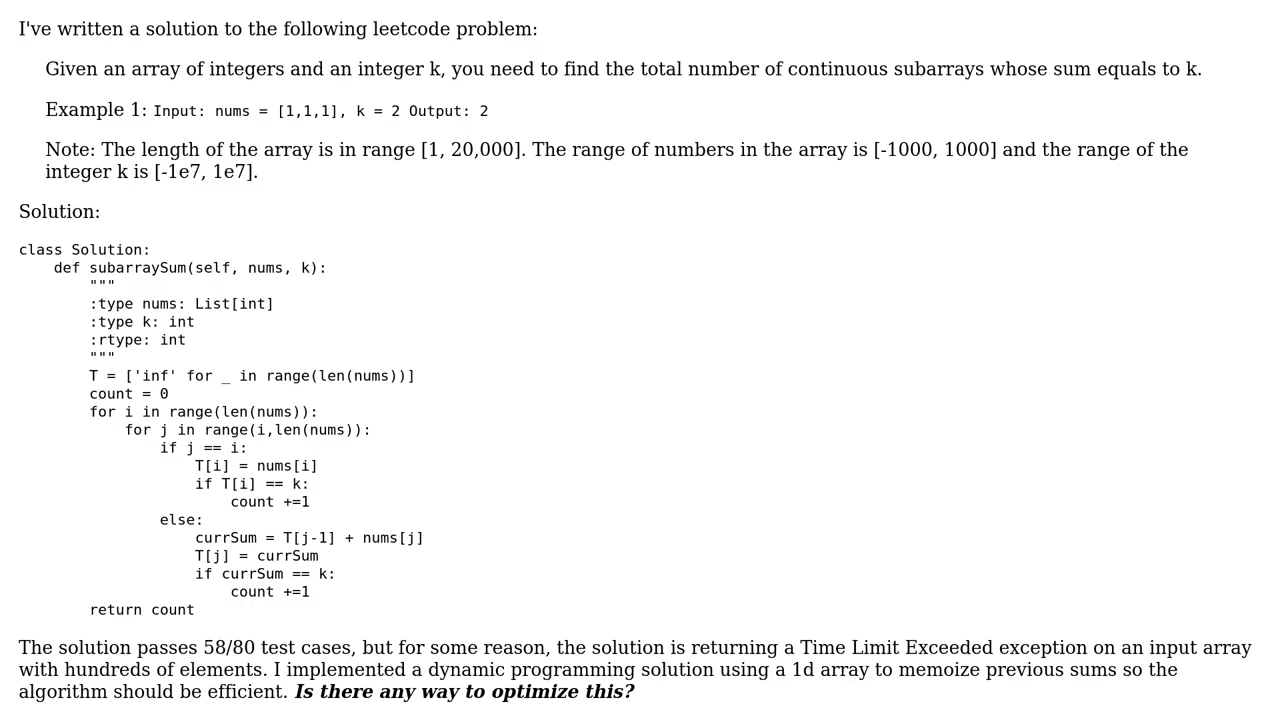 I've written a solution to the following leetcode problem:
Given an array of integers and an integer k, you need to find the total number of continuous subarrays whose sum equals to k.
Example 1: Input: nums = [1,1,1], k = 2 Output: 2
Note: The length of the array is in range [1, 20,000]. The range of numbers in the array is [-1000, 1000] and the range of the
integer k is [-1e7, 1e7].
Solution:
class Solution:
    def subarraySum(self, nums, k):
        """
        :type nums: List[int]
        :type k: int
        :rtype: int
        """
        T = ['inf' for _ in range(len(nums))]
        count = 0
        for i in range(len(nums)):
            for j in range(i,len(nums)):
                if j == i:
                    T[i] = nums[i]
                    if T[i] == k:
                        count +=1
                else:
                    currSum = T[j-1] + nums[j]
                    T[j] = currSum
                    if currSum == k:
                        count +=1
        return count
The solution passes 58/80 test cases, but for some reason, the solution is returning a Time Limit Exceeded exception on an input array
with hundreds of elements. I implemented a dynamic programming solution using a 1d array to memoize previous sums so the
algorithm should be efficient. Is there any way to optimize this?